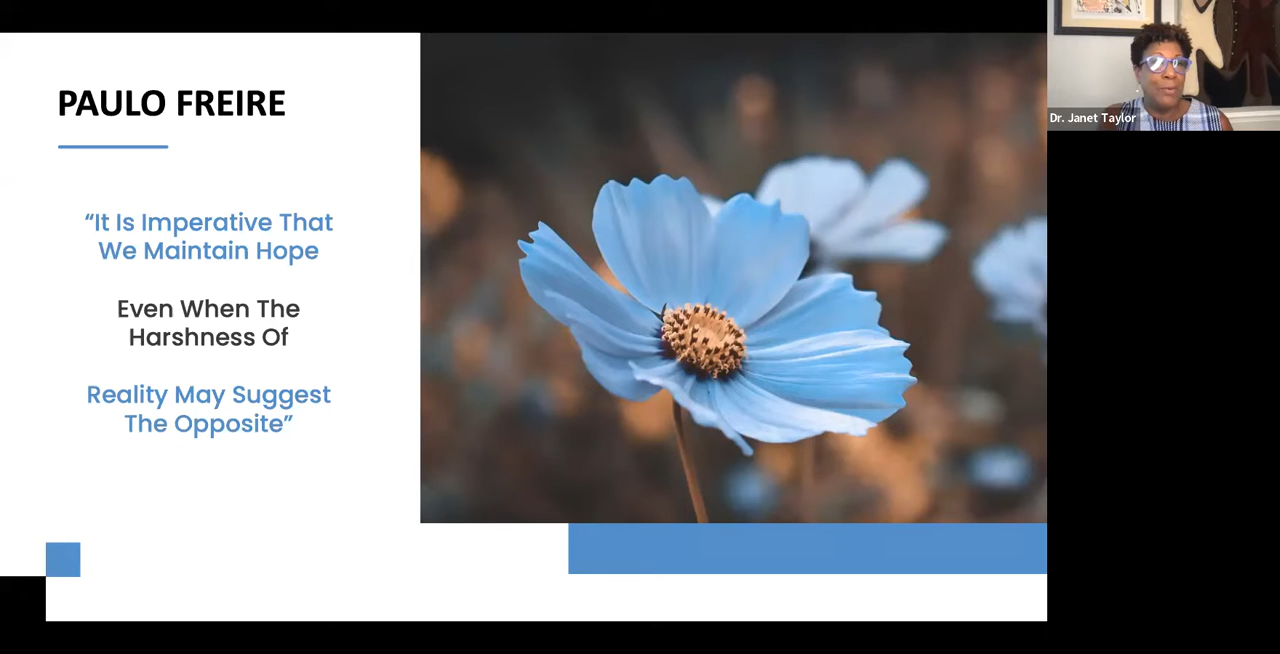 PAULO FREIRE
“It Is Imperative That
We Maintain Hope
Even When The
Harshness Of
Reality May Suggest
The Opposite”
Dr. Janet Taylor